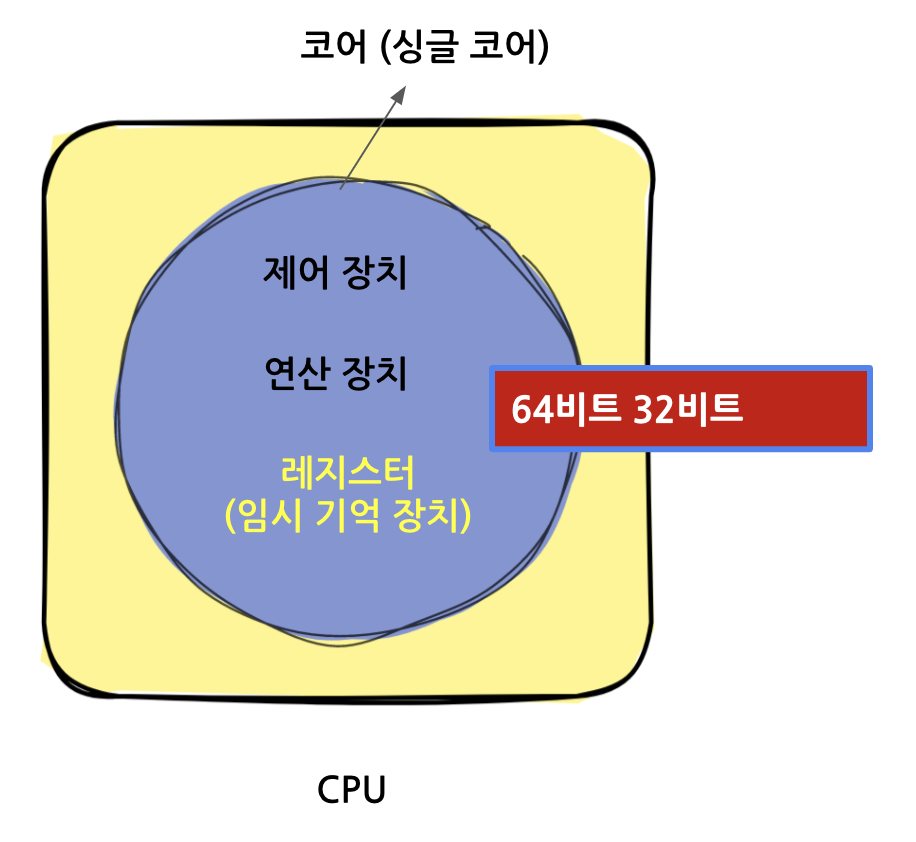 코어 (싱글 코어)
제어 장치
연산 장치
64비트 32비트
레지스터
(임시 기억 장치)
CPU